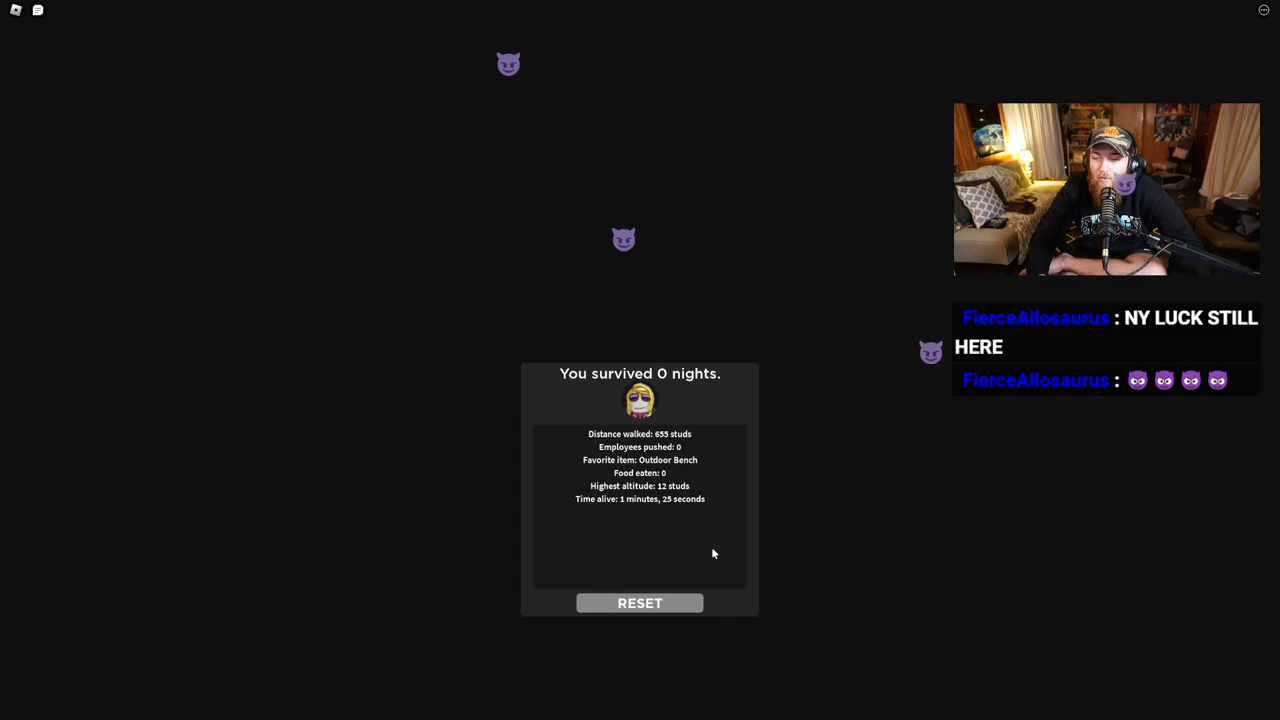 FierceAllosaurus : NY LUCK STILL
HERE
FierceAllosaurus :
You survived 0 nights.
Distance walked: 655 studs
Employees pushed: 0
Favorite item: Outdoor Bench
Food eaten: 0
Highest altitude: 12 studs
Time alive: 1 minutes, 25 seconds
RESET